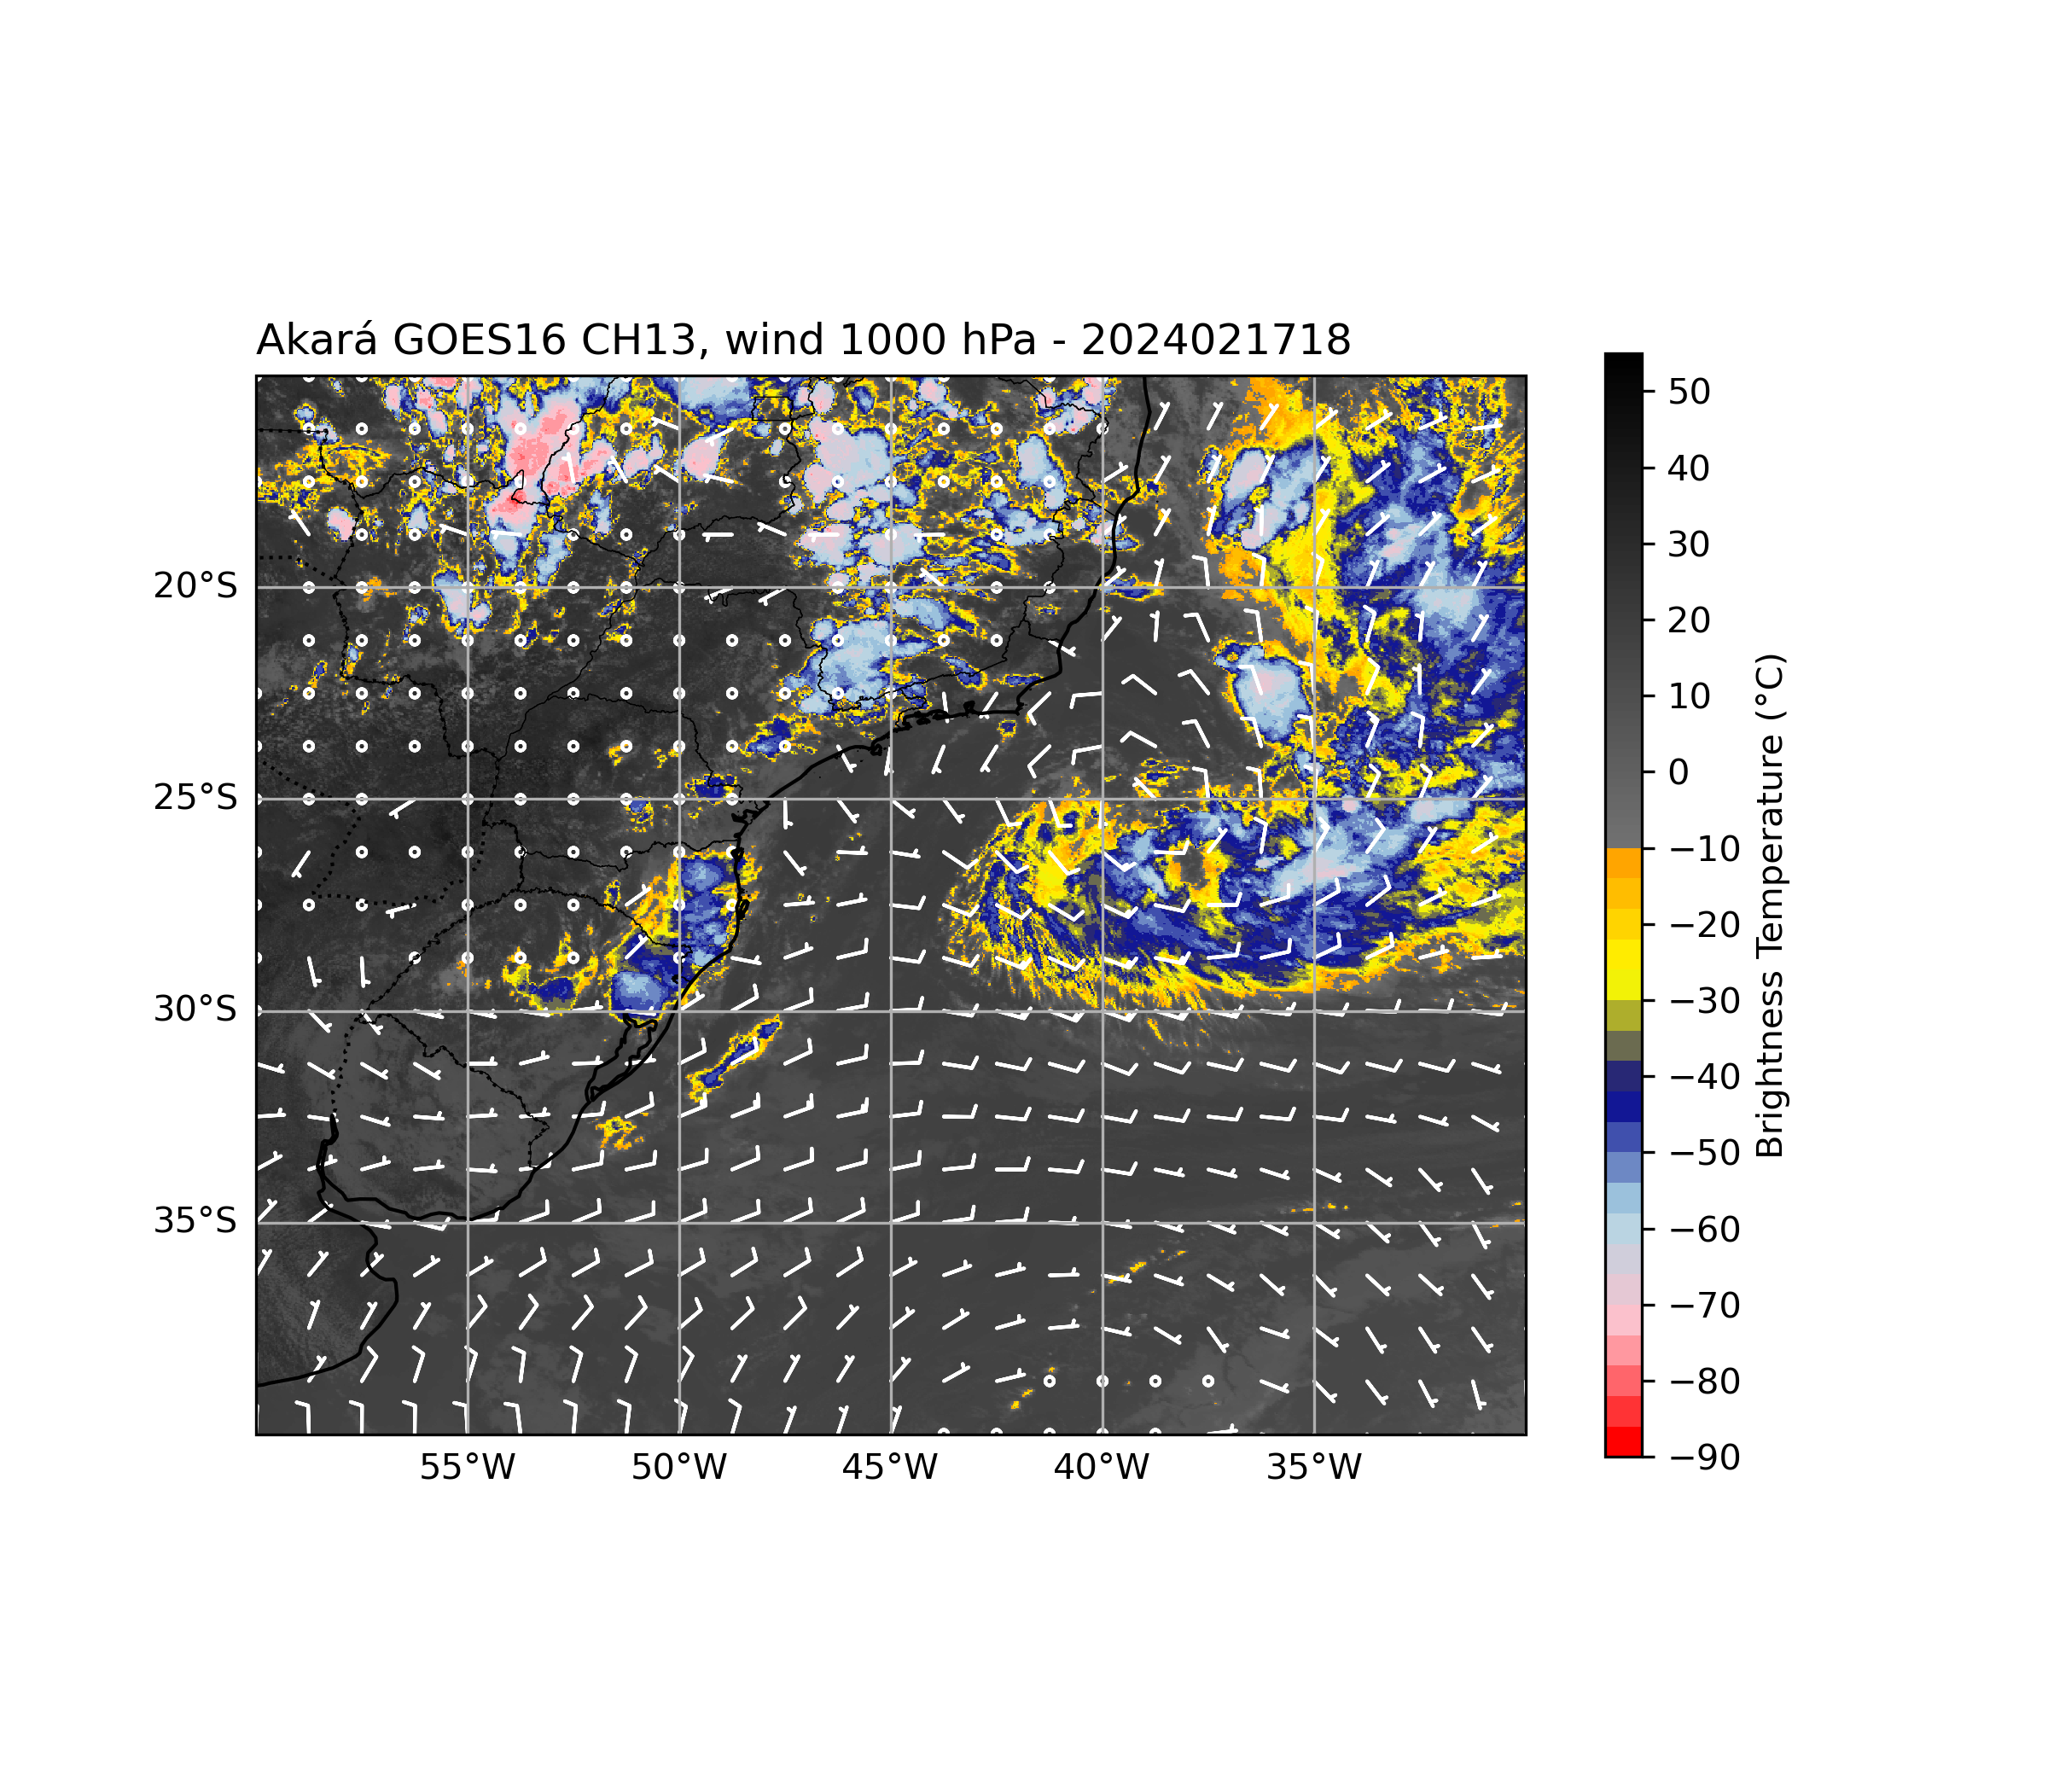 Akará GOES16 CH13, wind 1000 hPa - 2024021718
20°S
25°S
30°S
35°S
55°W
50°W
45°W
40°W
35°W
50
40
30
20
10
0
−10
−20
−30
−40
−50
−60
−70
−80
−90
Brightness Temperature (°C)